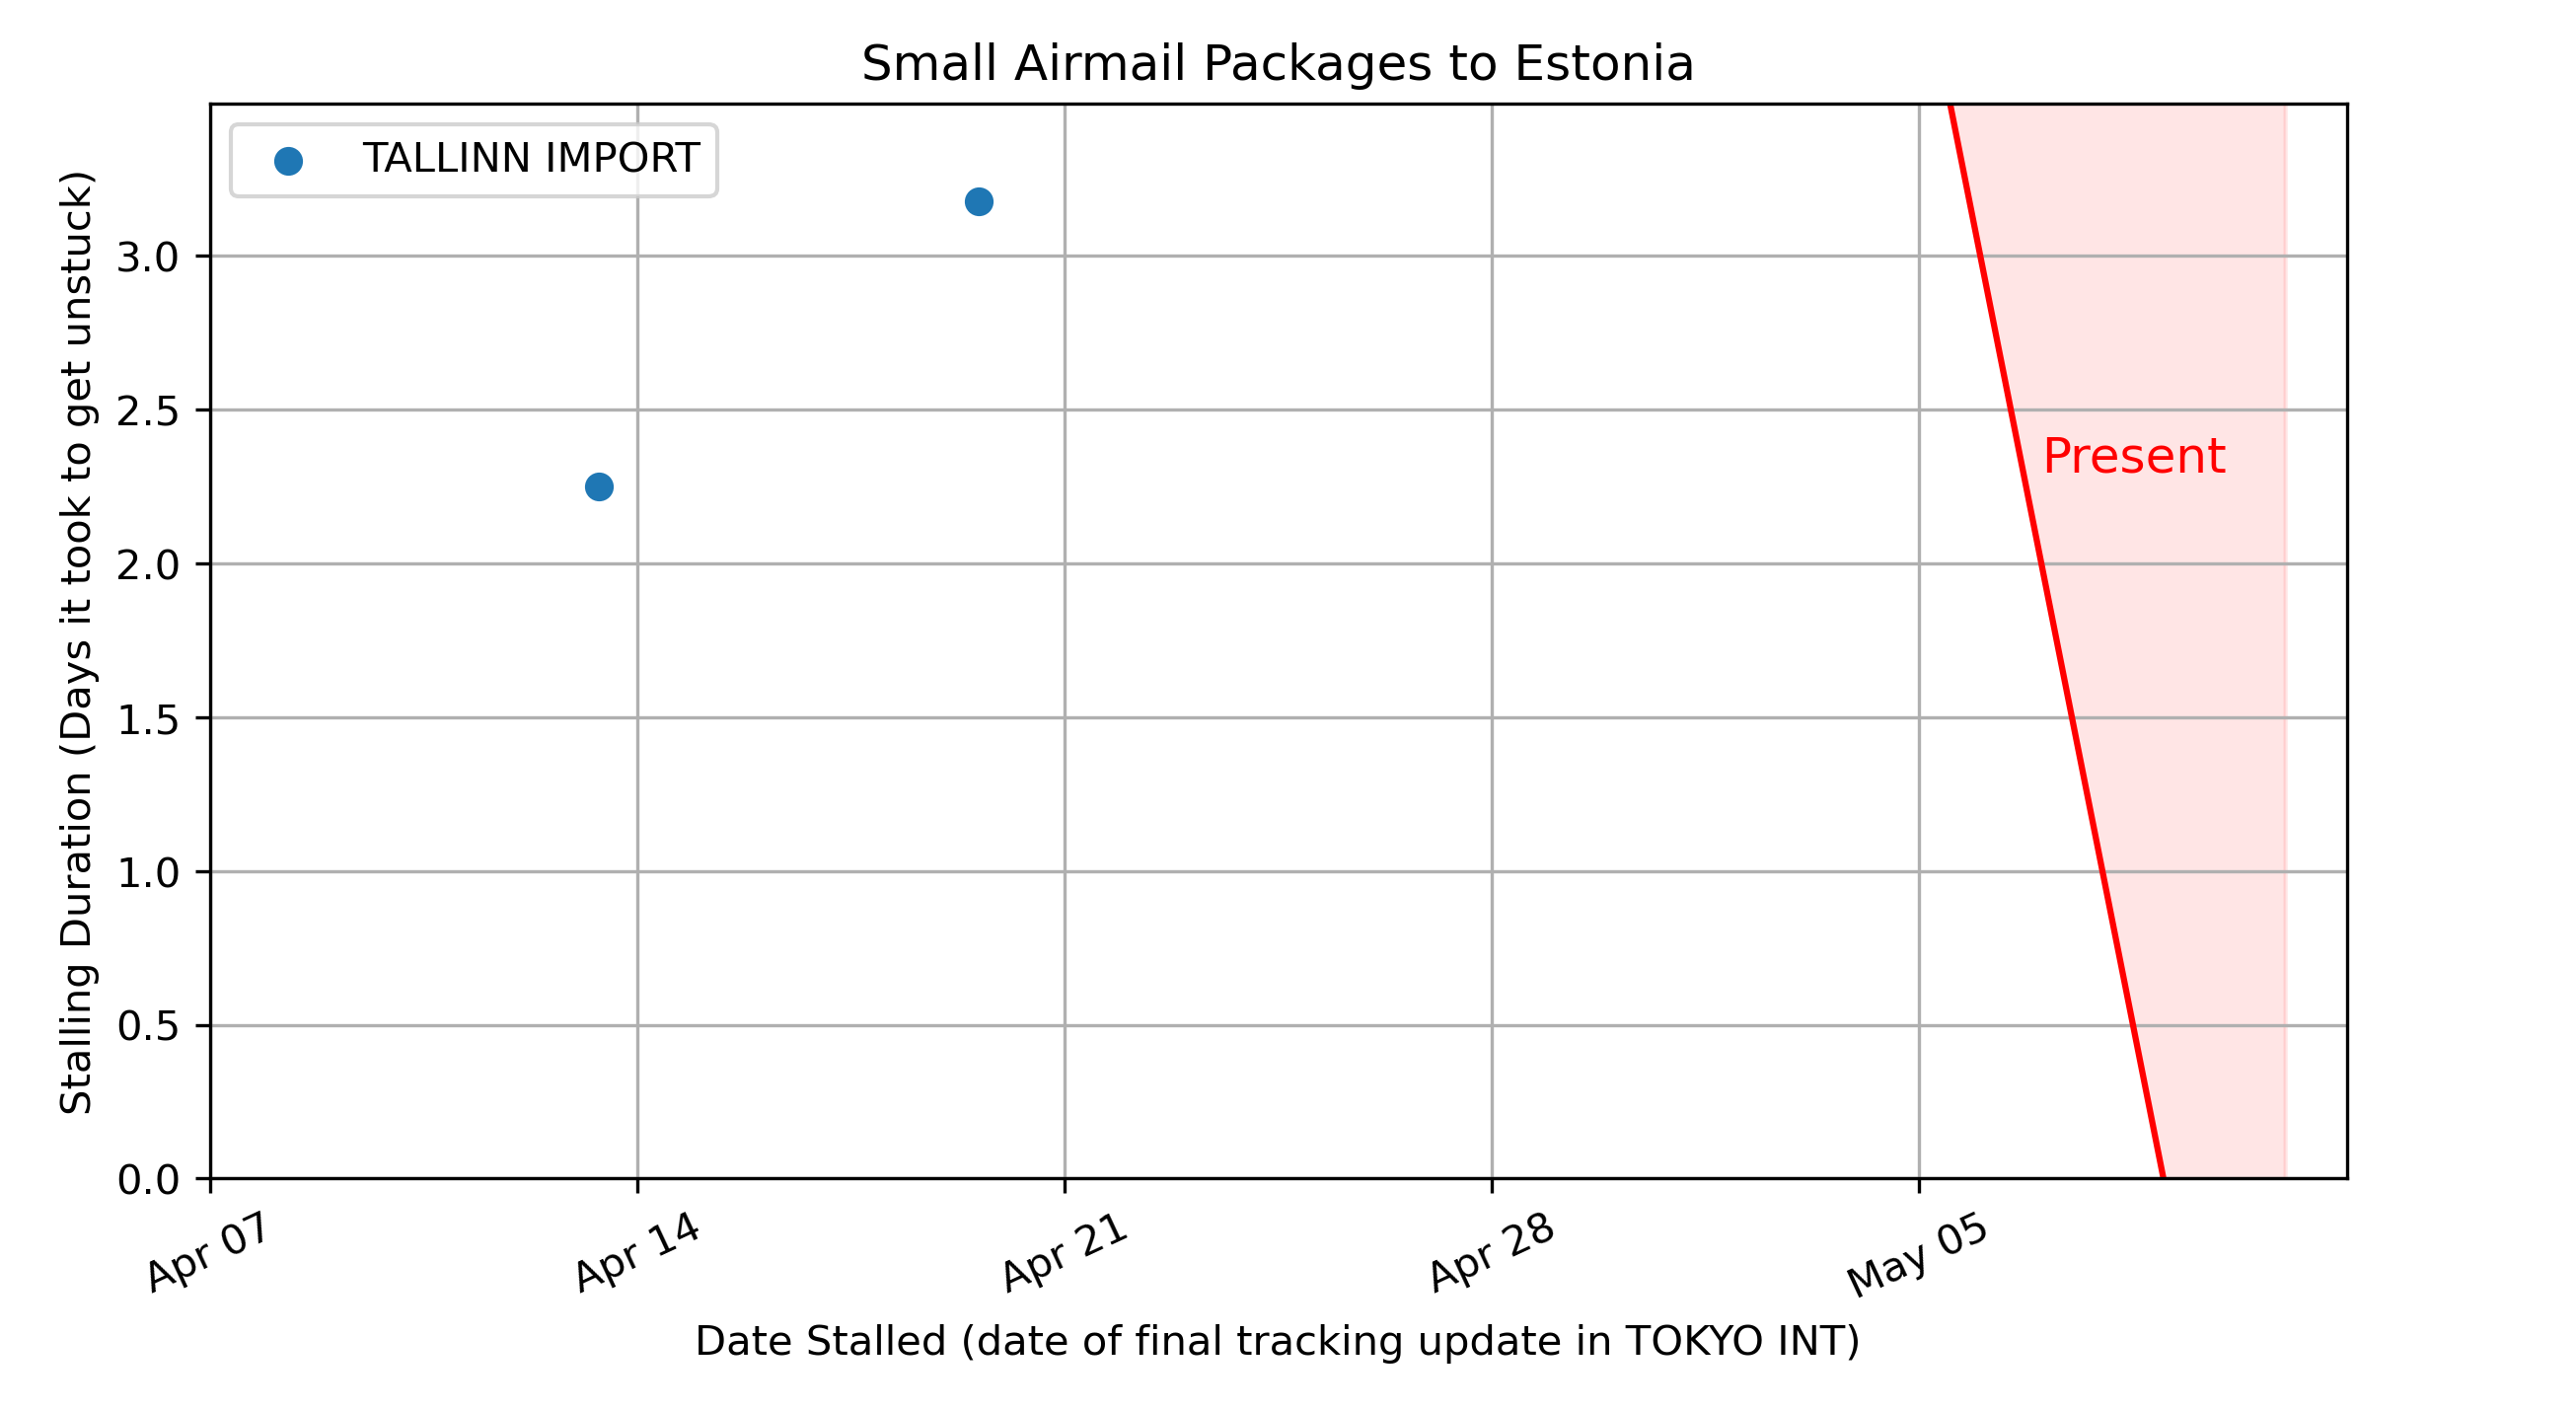 Small Airmail Packages to Estonia
TALLINN IMPORT
Stalling Duration (Days it took to get unstuck)
3.0
2.5
2.0
1.5
1.0
0.5
0.0
Present
Apr 07
Apr 14
Apr 21
Apr 28
May 05
Date Stalled (date of final tracking update in TOKYO INT)